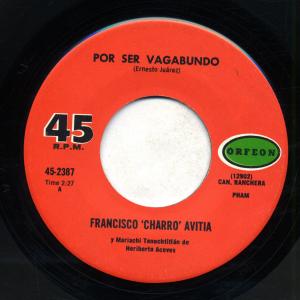 POR SER VAGABUNDO
(Ernesto Juárez)
45
R.P.M.
ORFEON
45-2387
Time 2:27
A
(12902)
CAN. RANCHERA
PHAM
FRANCISCO 'CHARRO' AVITIA
y Mariachi Tenochtitlán de
Heriberto Aceves